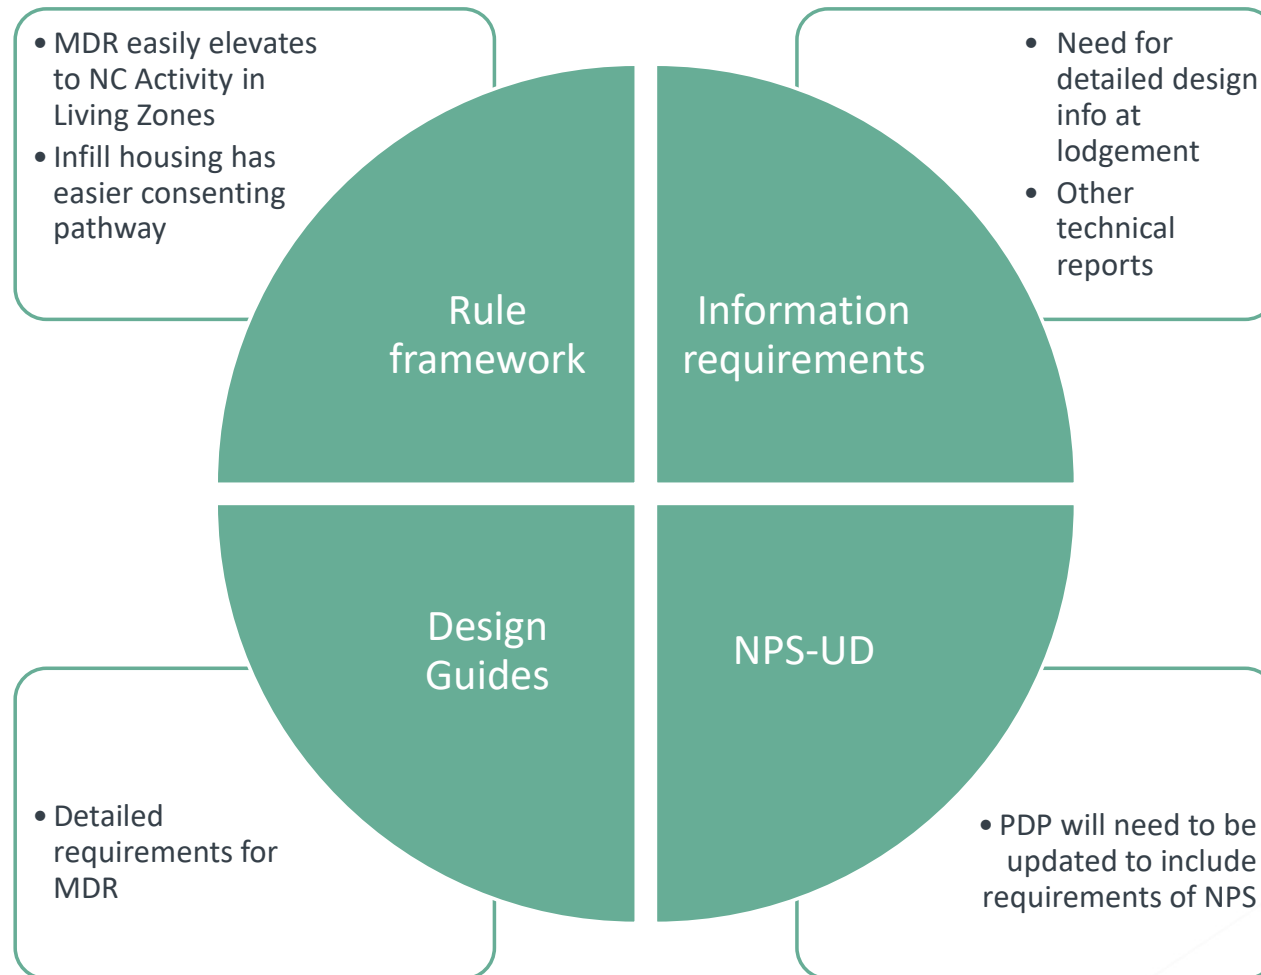 • MDR easily elevates
to NC Activity in
Living Zones
• Infill housing has
easier consenting
pathway
• Need for
detailed design
info at
lodgement
• Other
technical
reports
Rule
framework
Information
requirements
Design
Guides
NPS-UD
• Detailed
requirements for
MDR
• PDP will need to be
updated to include
requirements of NPS